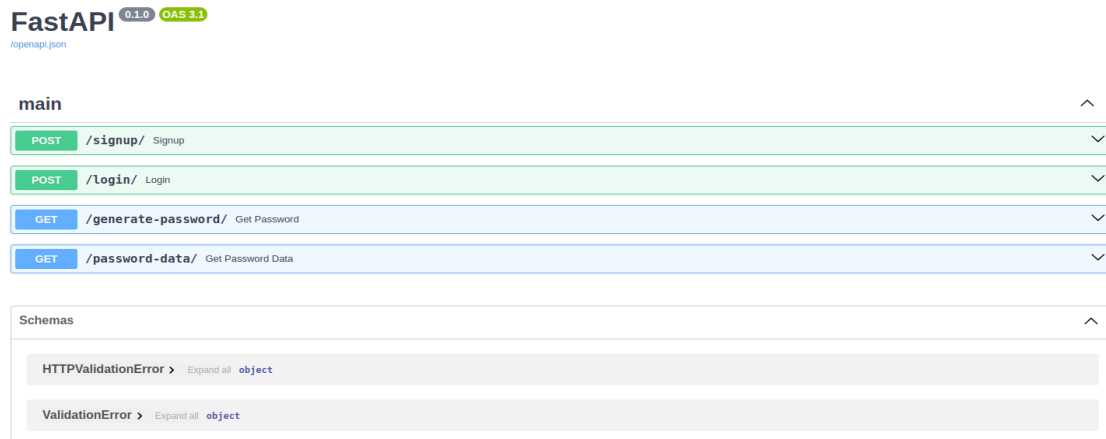 FastAPI 0.1.0 OAS 3.1
/openapi.json
main
POST /signup/ Signup
POST /login/ Login
GET /generate-password/ Get Password
GET /password-data/ Get Password Data
Schemas
HTTPValidationError Expand all object
ValidationError Expand all object